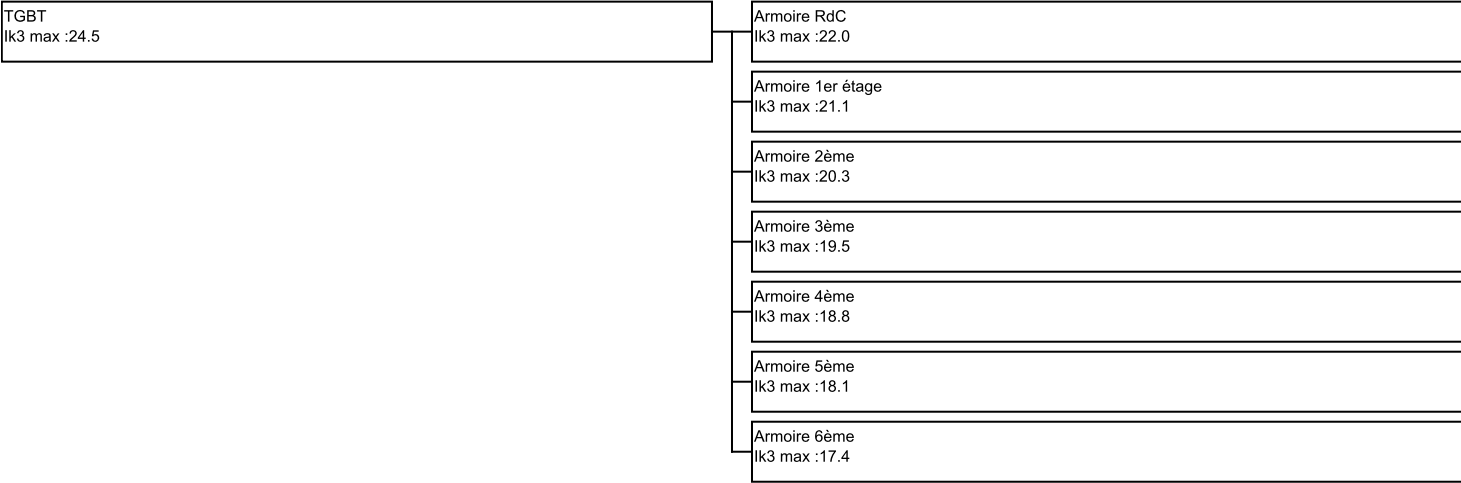 TGBT
Ik3 max :24.5
Armoire RdC
Ik3 max :22.0
Armoire 1er étage
Ik3 max :21.1
Armoire 2ème
Ik3 max :20.3
Armoire 3ème
Ik3 max :19.5
Armoire 4ème
Ik3 max :18.8
Armoire 5ème
Ik3 max :18.1
Armoire 6ème
Ik3 max :17.4